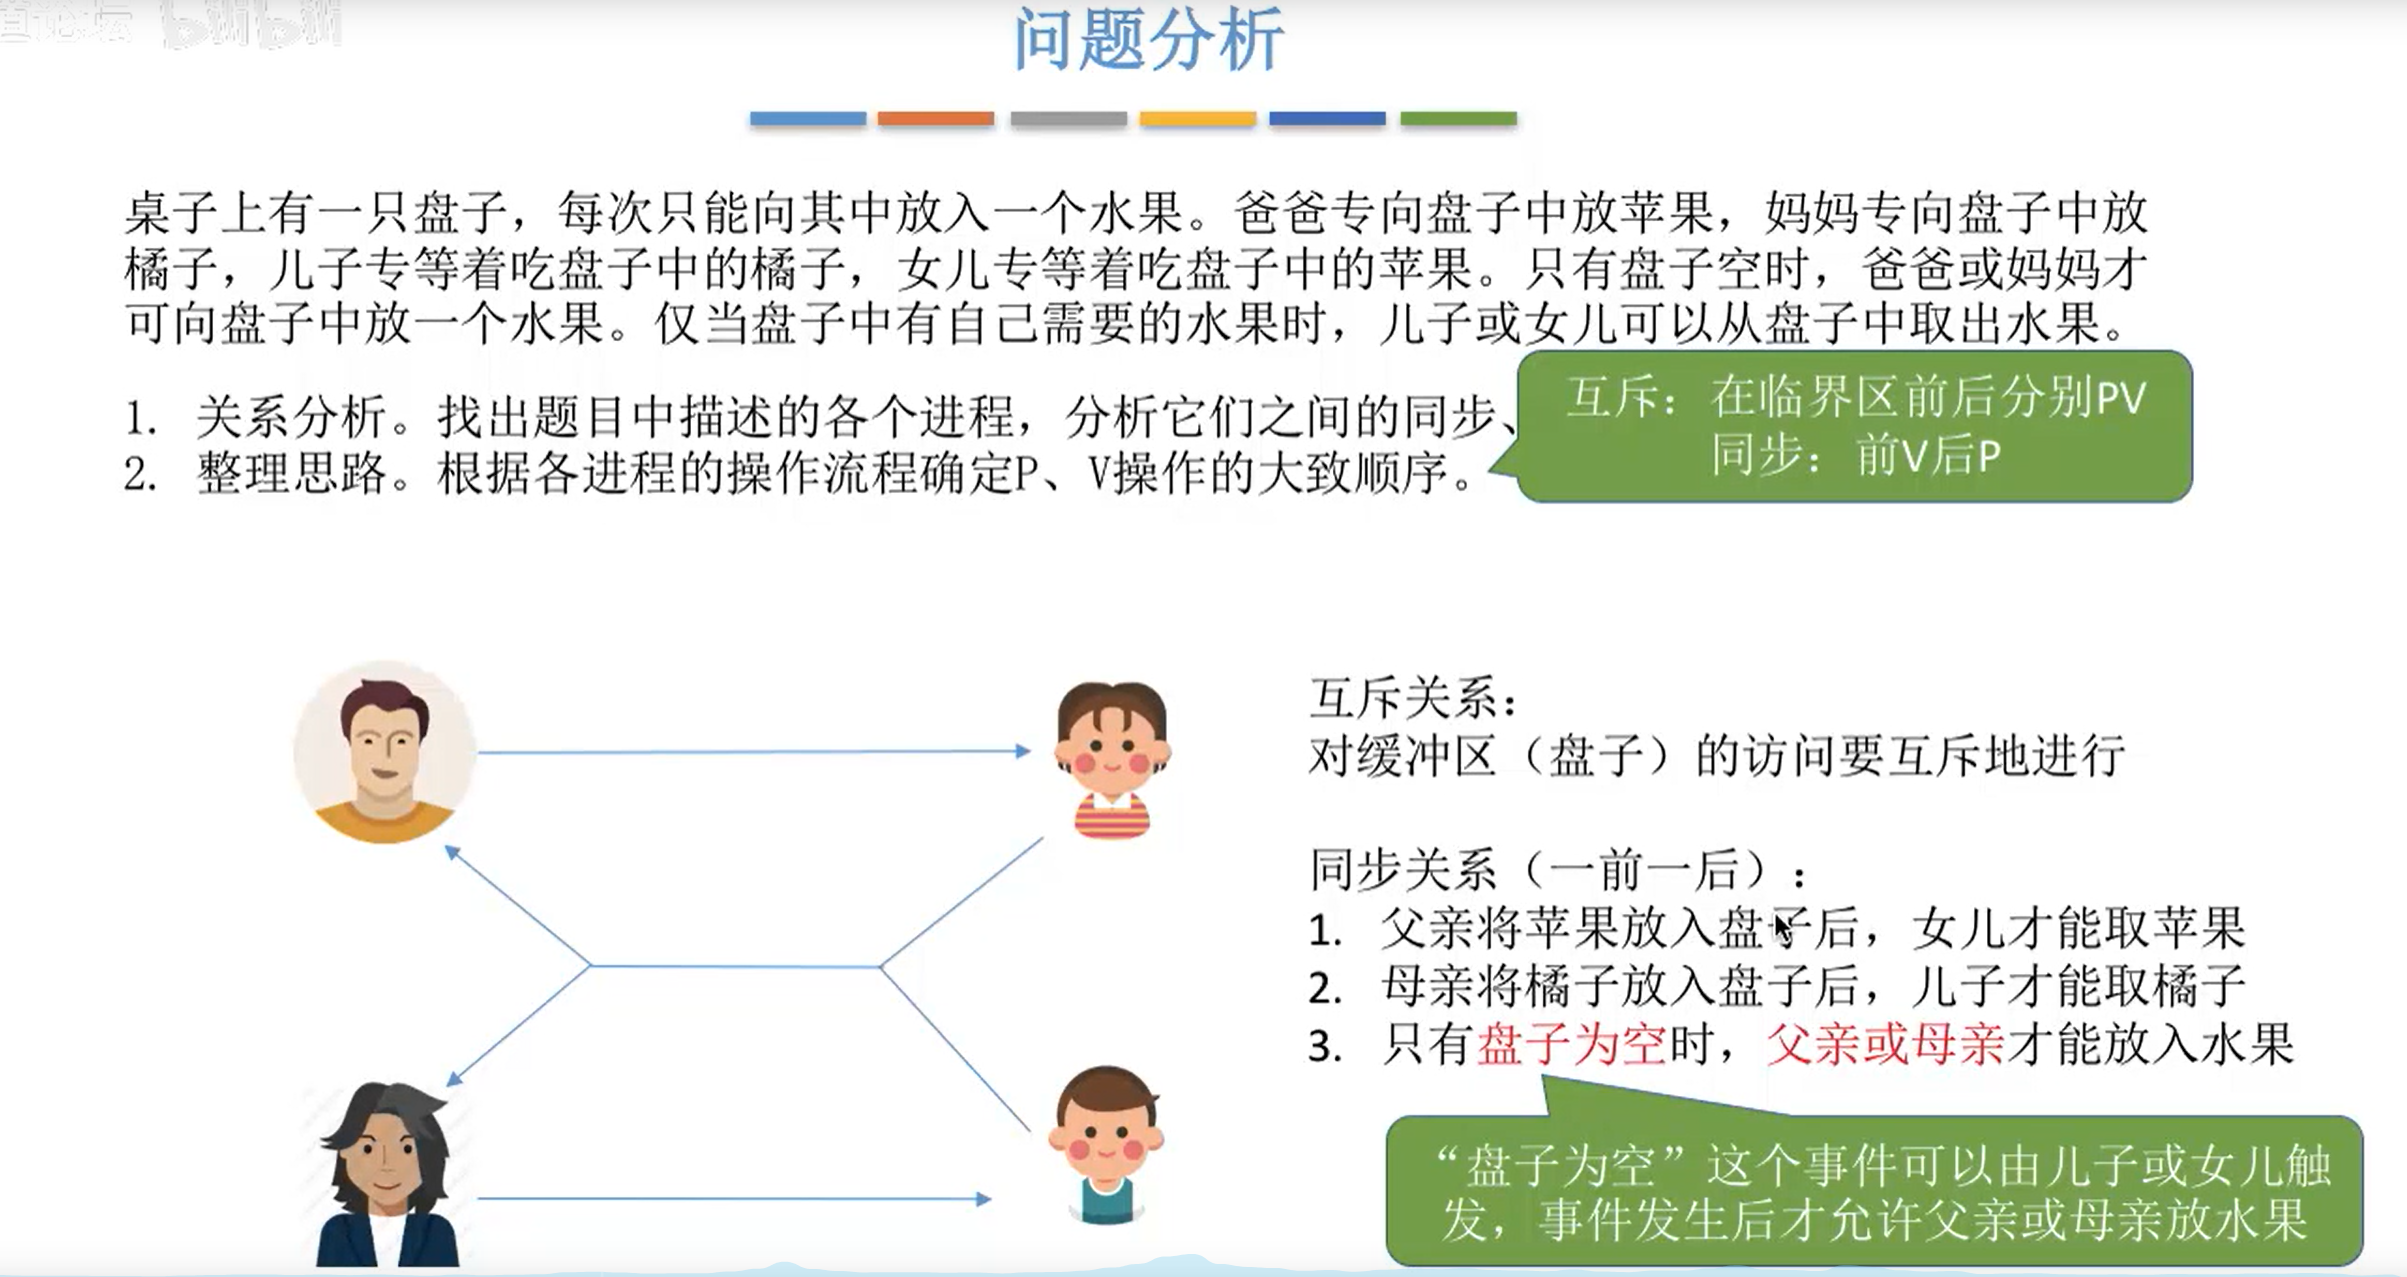 道论坛 bilibili
问题分析
桌子上有一只盘子，每次只能向其中放入一个水果。爸爸专向盘子中放苹果，妈妈专向盘子中放
橘子，儿子专等着吃盘子中的橘子，女儿专等着吃盘子中的苹果。只有盘子空时，爸爸或妈妈才
可向盘子中放一个水果。仅当盘子中有自己需要的水果时，儿子或女儿可以从盘子中取出水果。
1. 关系分析。找出题目中描述的各个进程，分析它们之间的同步、
2. 整理思路。根据各进程的操作流程确定P、V操作的大致顺序。
互斥：在临界区前后分别PV
同步：前V后P
互斥关系：
对缓冲区（盘子）的访问要互斥地进行
同步关系（一前一后）：
1. 父亲将苹果放入盘子后，女儿才能取苹果
2. 母亲将橘子放入盘子后，儿子才能取橘子
3. 只有盘子为空时，父亲或母亲才能放入水果
“盘子为空”这个事件可以由儿子或女儿触
发，事件发生后才允许父亲或母亲放水果